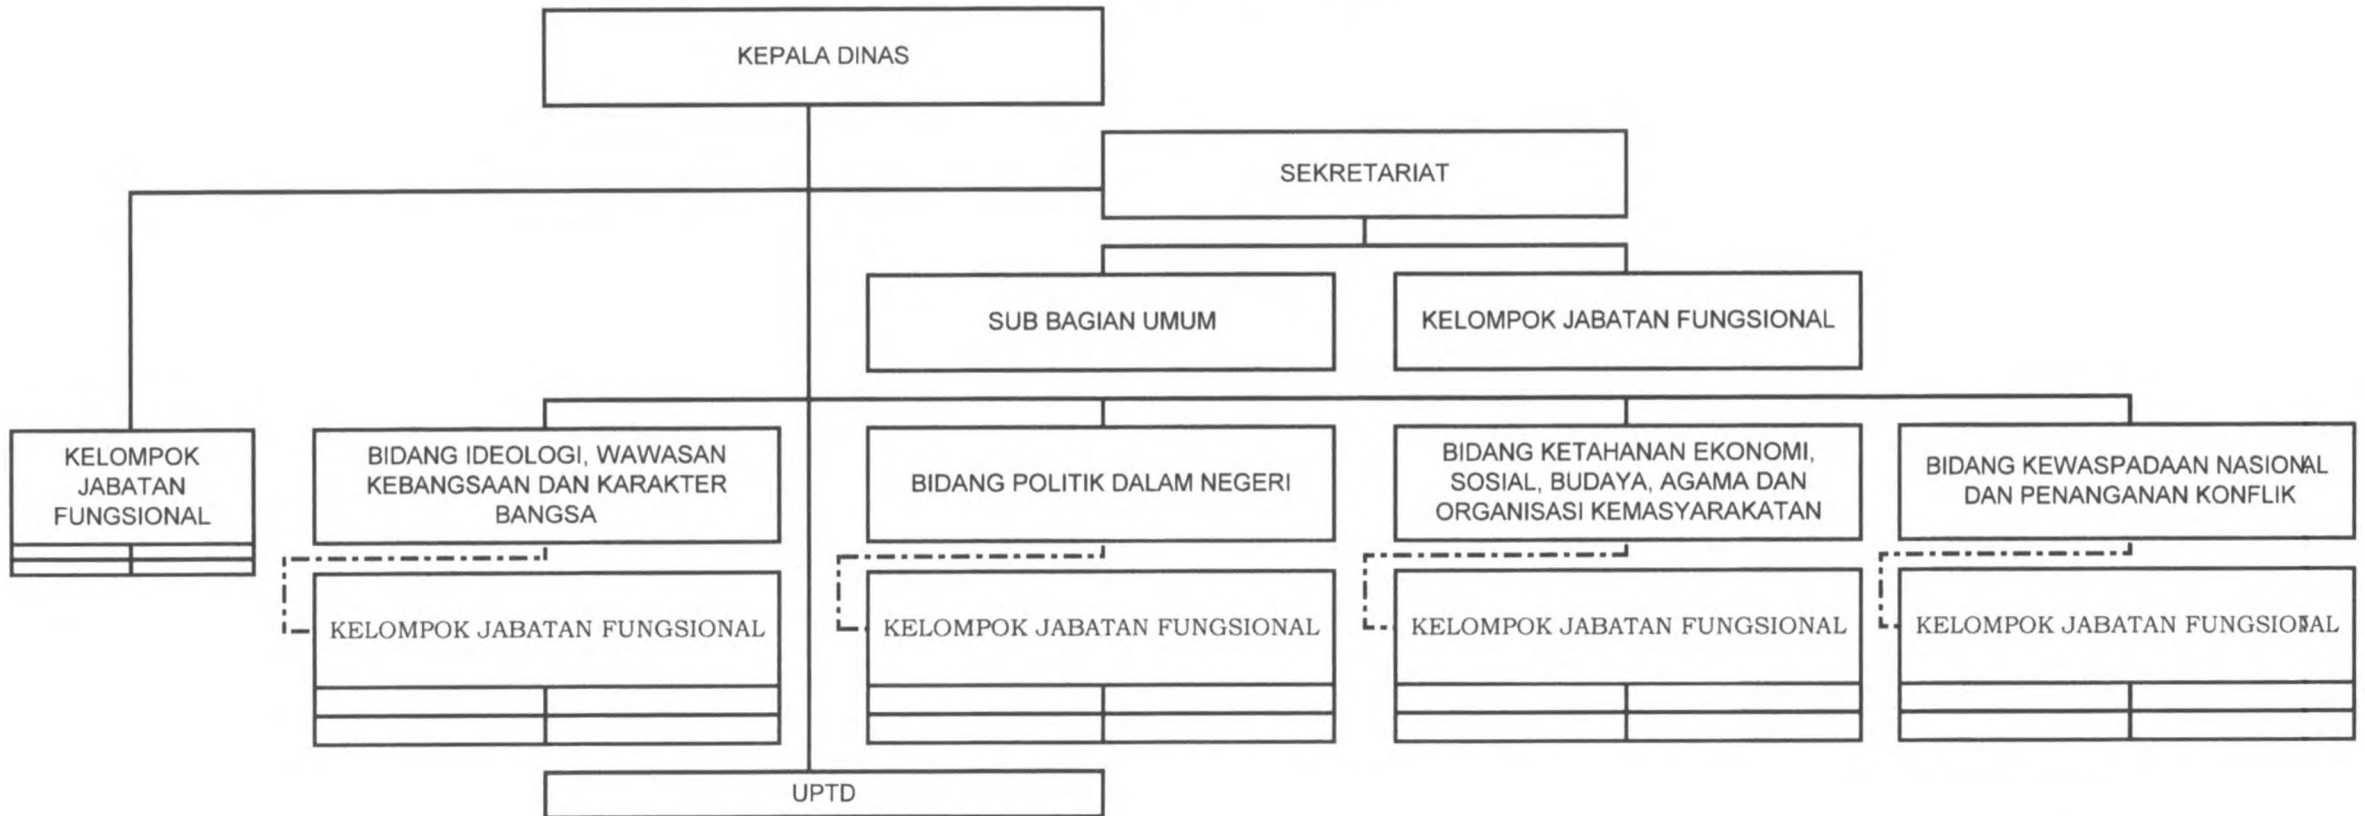 KEPALA DINAS
SEKRETARIAT
SUB BAGIAN UMUM
KELOMPOK JABATAN FUNGSIONAL
KELOMPOK
JABATAN
FUNGSIONAL
BIDANG IDEOLOGI, WAWASAN
KEBANGSAAN DAN KARAKTER
BANGSA
BIDANG POLITIK DALAM NEGERI
BIDANG KETAHANAN EKONOMI,
SOSIAL, BUDAYA, AGAMA DAN
ORGANISASI KEMASYARAKATAN
BIDANG KEWASPADAAN NASIONAL
DAN PENANGANAN KONFLIK
KELOMPOK JABATAN FUNGSIONAL
KELOMPOK JABATAN FUNGSIONAL
KELOMPOK JABATAN FUNGSIONAL
KELOMPOK JABATAN FUNGSIONAL
UPTD